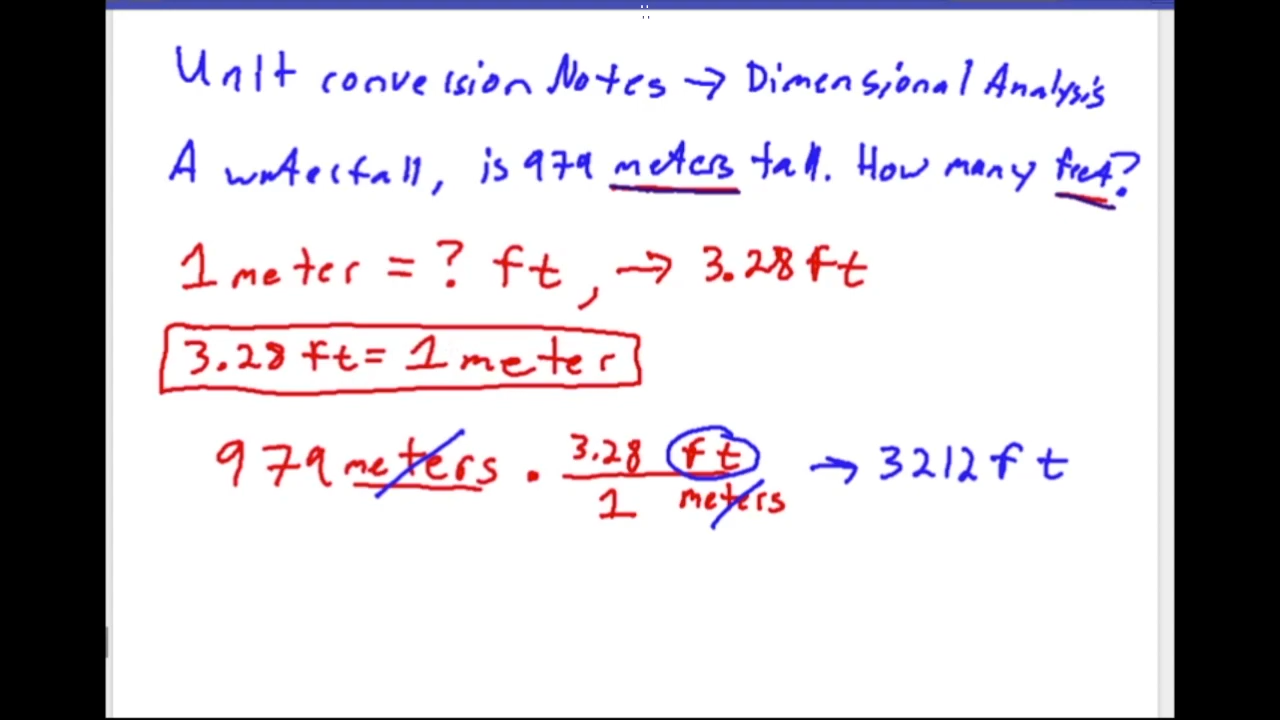 Unit conversion Notes → Dimensional Analysis
A waterfall, is 979 meters tall. How many feet?
1 meter = ? ft, → 3.28 ft
3.28 ft = 1 meter
979 meters · 3.28 ft → 3212 ft
1 meters